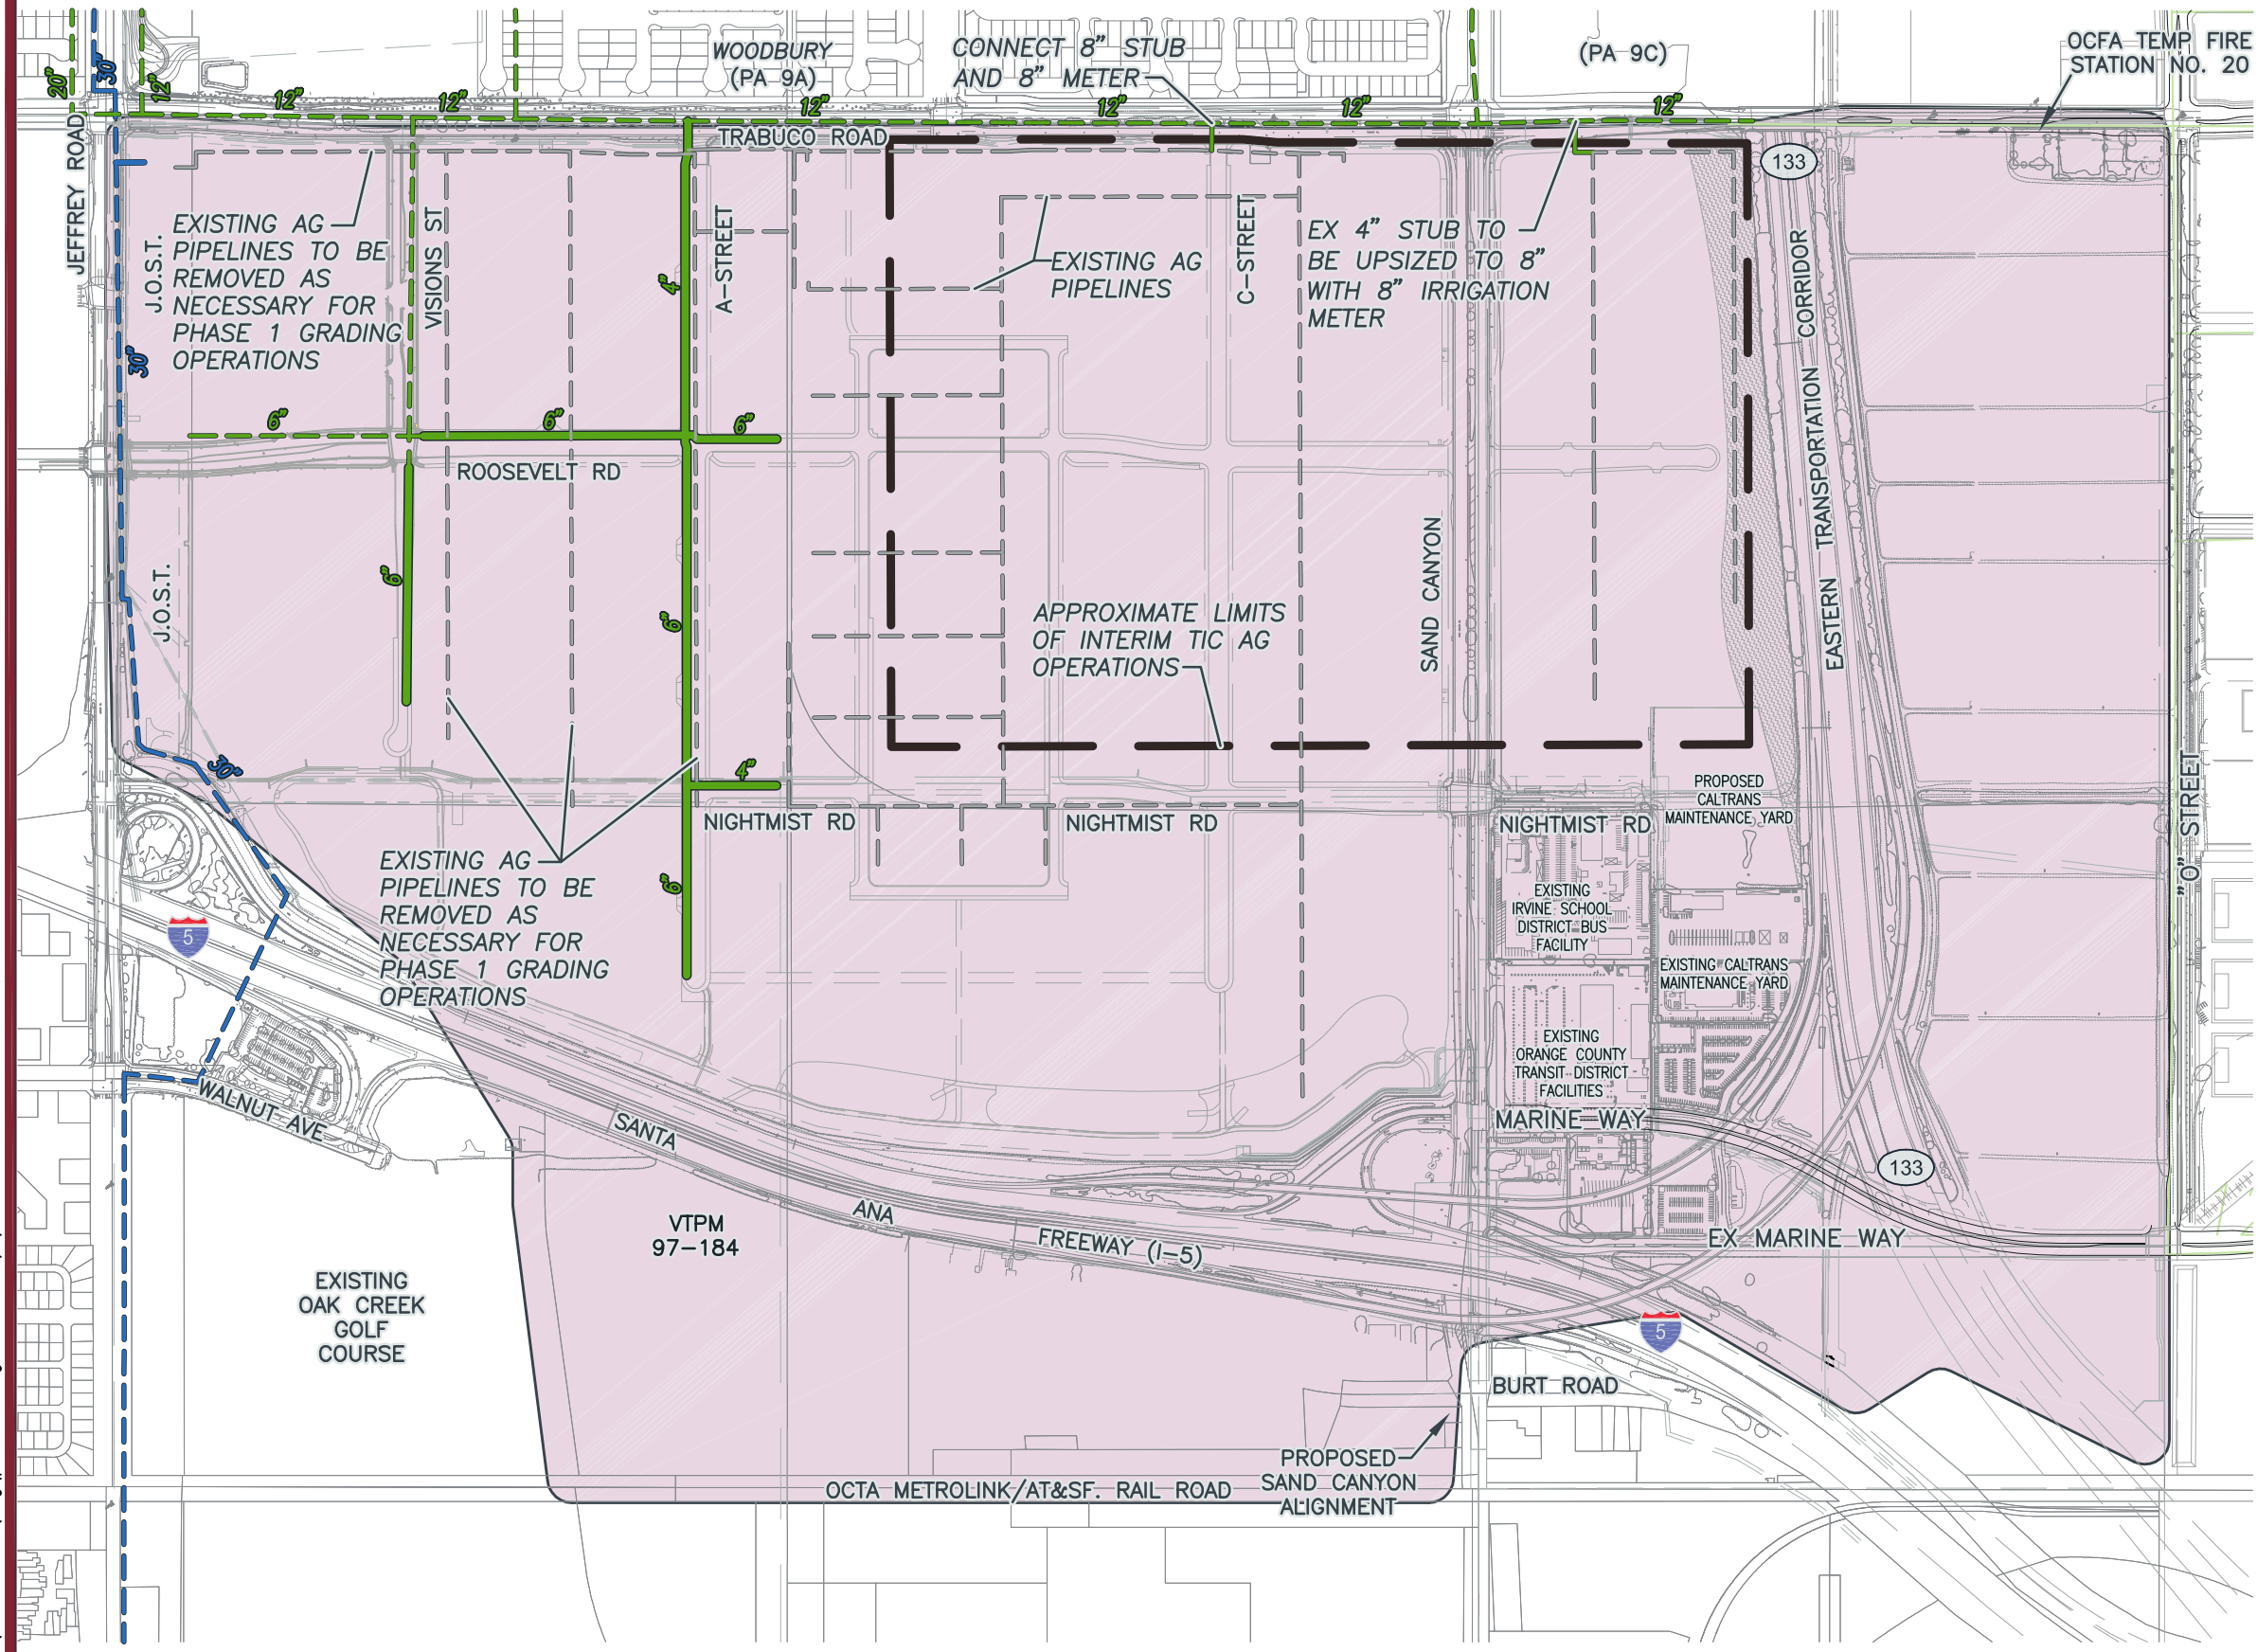 WOODBURY
(PA 9A)
CONNECT 8" STUB
AND 8" METER
(PA 9C)
OCFA TEMP FIRE
STATION NO. 20
20"
30"
12"
12"
12"
12"
12"
12"
12"
TRABUCO ROAD
133
JEFFREY ROAD
J.O.S.T.
EXISTING AG
PIPELINES TO BE
REMOVED AS
NECESSARY FOR
PHASE 1 GRADING
OPERATIONS
VISIONS ST
4"
A-STREET
EXISTING AG
PIPELINES
C-STREET
EX 4" STUB TO
BE UPSIZED TO 8"
WITH 8" IRRIGATION
METER
EASTERN TRANSPORTATION CORRIDOR
30"
6"
6"
6"
ROOSEVELT RD
J.O.S.T.
6"
6"
APPROXIMATE LIMITS
OF INTERIM TIC AG
OPERATIONS
SAND CANYON
30"
4"
NIGHTMIST RD
NIGHTMIST RD
NIGHTMIST RD
PROPOSED
CALTRANS
MAINTENANCE YARD
"O" STREET
EXISTING AG
PIPELINES TO BE
REMOVED AS
NECESSARY FOR
PHASE 1 GRADING
OPERATIONS
6"
EXISTING
IRVINE SCHOOL
DISTRICT BUS
FACILITY
5
EXISTING CALTRANS
MAINTENANCE YARD
EXISTING
ORANGE COUNTY
TRANSIT DISTRICT
FACILITIES
WALNUT AVE
MARINE WAY
SANTA
ANA
FREEWAY (I-5)
133
VTPM
97-184
EX MARINE WAY
EXISTING
OAK CREEK
GOLF
COURSE
5
BURT ROAD
PROPOSED
SAND CANYON
ALIGNMENT
OCTA METROLINK/AT&SF. RAIL ROAD